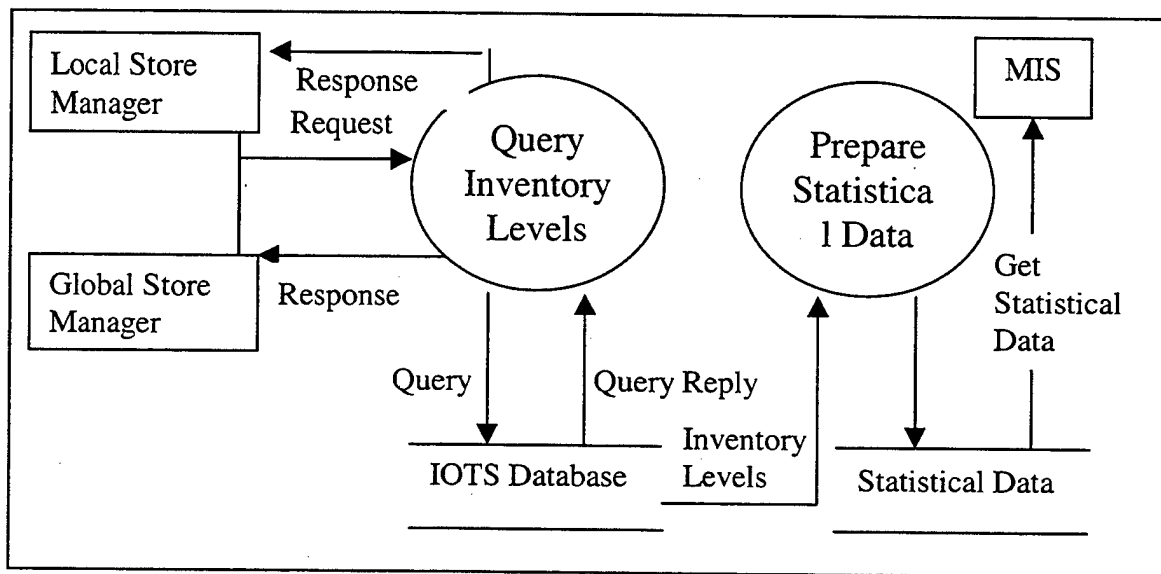 Local Store
Manager
Response
Request
Query
Inventory
Levels
Prepare
Statistica
l Data
MIS
Global Store
Manager
Response
Get
Statistical
Data
Query
Query Reply
Inventory
Levels
IOTS Database
Statistical Data